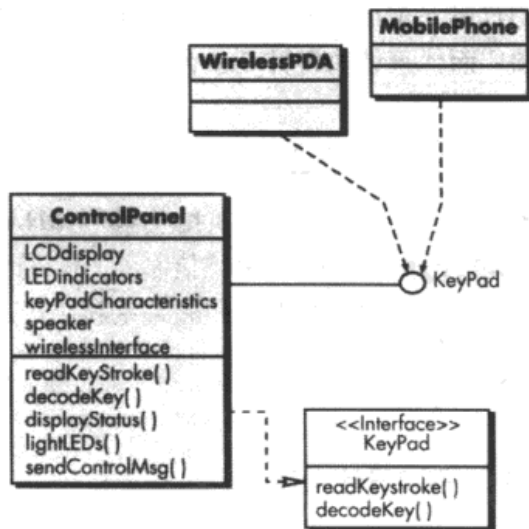 MobilePhone
WirelessPDA
ControlPanel
LCDdisplay
LEDindicators
keyPadCharacteristics
speaker
wirelessInterface
KeyPad
readKeyStroke( )
decodeKey( )
displayStatus( )
lightLEDs( )
sendControlMsg( )
<<Interface>>
KeyPad
readKeystroke( )
decodeKey( )